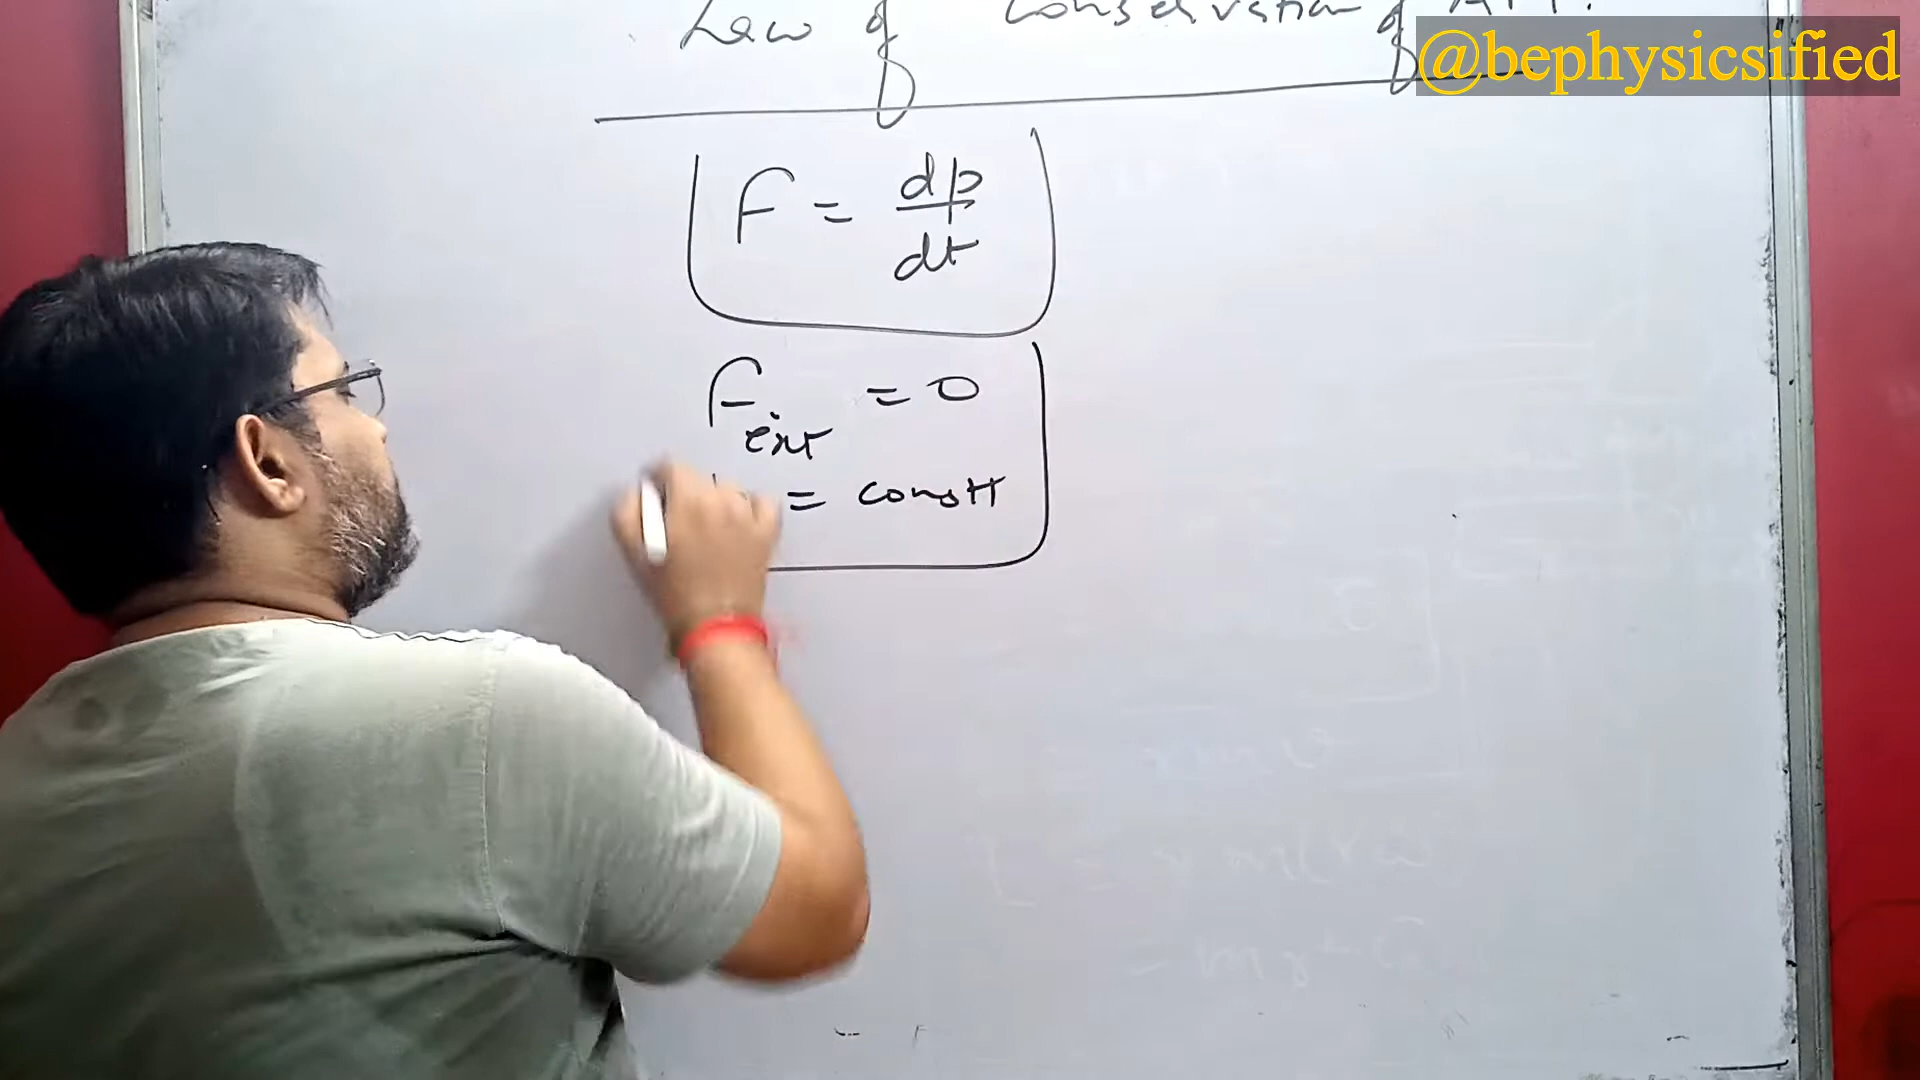 Law of Conservation of A.M.
@bephysicsified
F = dp
dt
F ext = 0
= constt